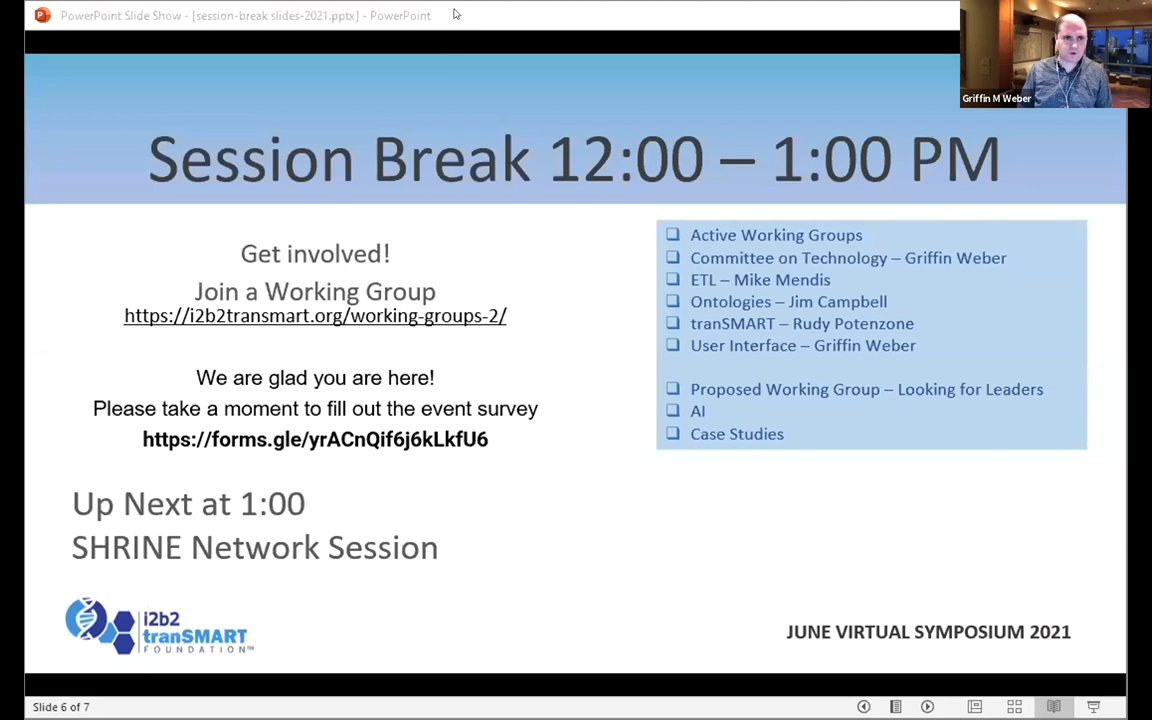 PowerPoint Slide Show - [session-break slides-2021.pptx] - PowerPoint
Griffin M Weber
Session Break 12:00 – 1:00 PM
Get involved!
Join a Working Group
https://i2b2transmart.org/working-groups-2/
We are glad you are here!
Please take a moment to fill out the event survey
https://forms.gle/yrACnQif6j6kLkfU6
Active Working Groups
Committee on Technology – Griffin Weber
ETL – Mike Mendis
Ontologies – Jim Campbell
tranSMART – Rudy Potenzone
User Interface – Griffin Weber
Proposed Working Group – Looking for Leaders
AI
Case Studies
Up Next at 1:00
SHRINE Network Session
i2b2
tranSMART
FOUNDATION™
JUNE VIRTUAL SYMPOSIUM 2021
Slide 6 of 7